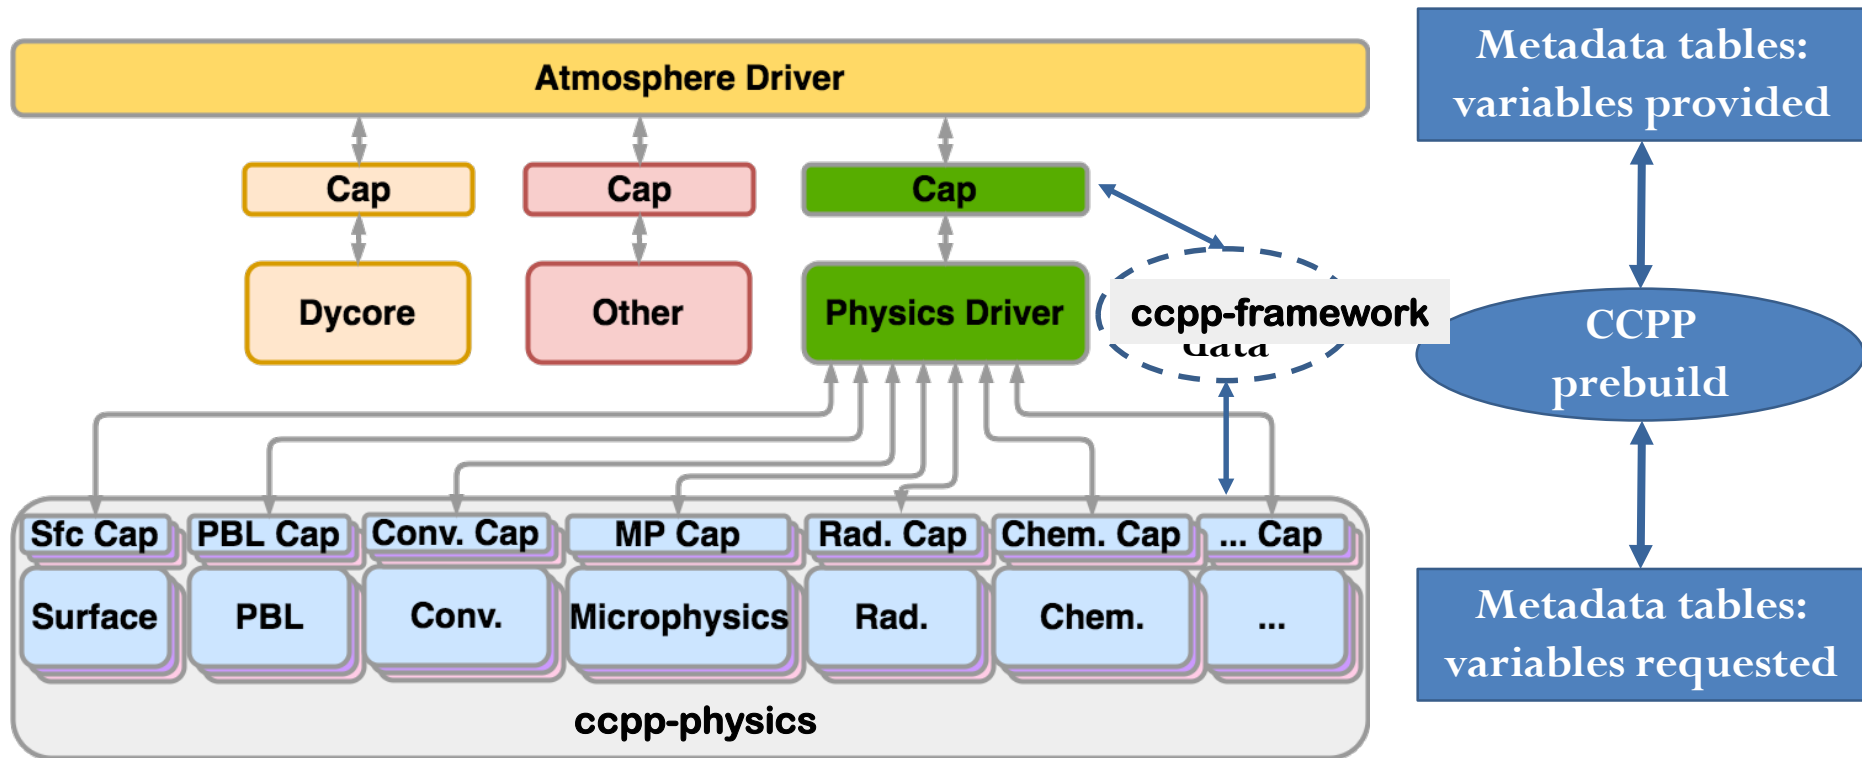 Atmosphere Driver
Metadata tables:
variables provided
Cap
Cap
Cap
Dycore
Other
Physics Driver
ccpp-framework
data
CCPP
prebuild
Sfc Cap
PBL Cap
Conv. Cap
MP Cap
Rad. Cap
Chem. Cap
... Cap
Surface
PBL
Conv.
Microphysics
Rad.
Chem.
...
Metadata tables:
variables requested
ccpp-physics